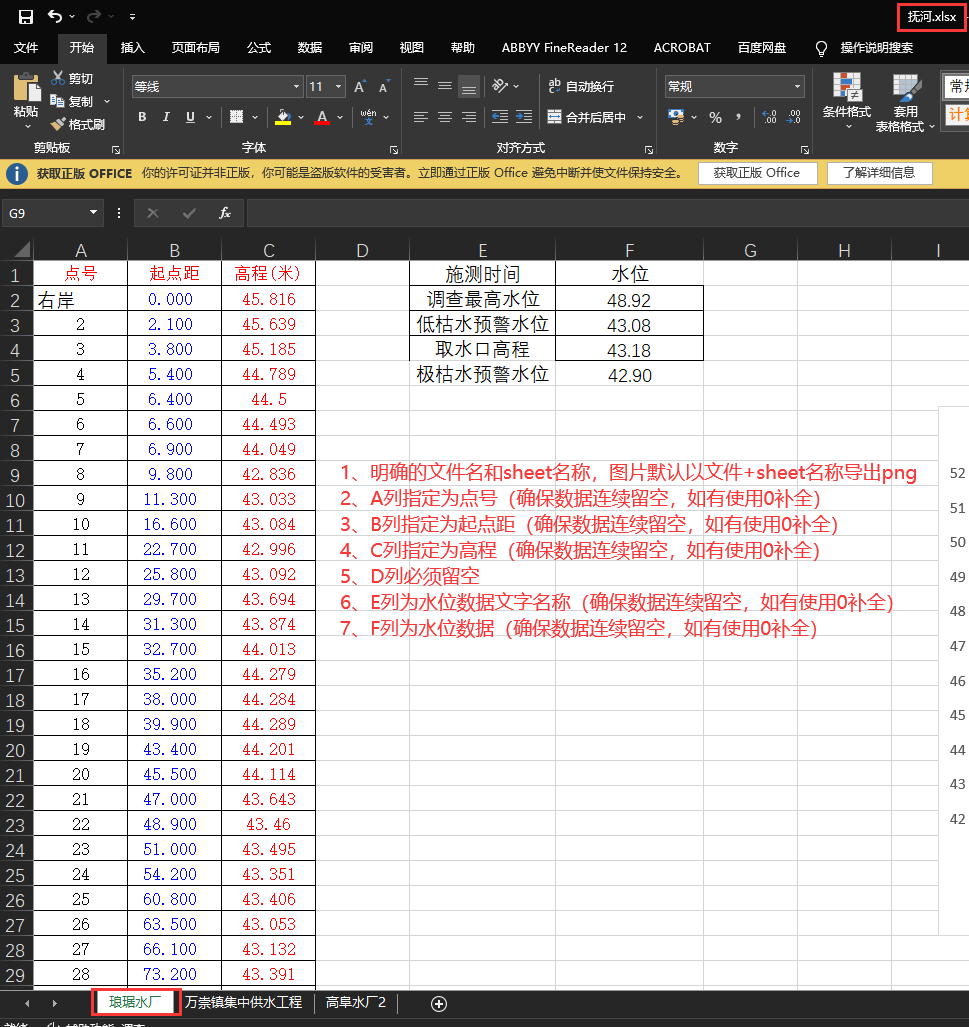 抚河.xlsx
文件 开始 插入 页面布局 公式 数据 审阅 视图 帮助 ABBYY FineReader 12 ACROBAT 百度网盘 操作说明搜索
粘贴 剪切 复制 格式刷
等线 11
B I U A wén 文
ab 自动换行
合并后居中
常规
条件格式 套用 表格格式
剪贴板 字体 对齐方式 数字
获取正版 OFFICE 你的许可证并非正版，你可能是盗版软件的受害者。立即通过正版 Office 避免中断并使文件保持安全。 获取正版 Office 了解详细信息
G9 fx
A B C D E F G H I
1 点号 起点距 高程(米) 施测时间 水位
2 右岸 0.000 45.816 调查最高水位 48.92
3 2 2.100 45.639 低枯水预警水位 43.08
4 3 3.800 45.185 取水口高程 43.18
5 4 5.400 44.789 极枯水预警水位 42.90
6 5 6.400 44.5
7 6 6.600 44.493
8 7 6.900 44.049
9 8 9.800 42.836 1、明确的文件名和sheet名称，图片默认以文件+sheet名称导出png 52
10 9 11.300 43.033 2、A列指定为点号（确保数据连续留空，如有使用0补全） 51
11 10 16.600 43.084 3、B列指定为起点距（确保数据连续留空，如有使用0补全）
12 11 22.700 42.996 4、C列指定为高程（确保数据连续留空，如有使用0补全） 50
13 12 25.800 43.092 5、D列必须留空 49
14 13 29.700 43.694 6、E列为水位数据文字名称（确保数据连续留空，如有使用0补全） 48
15 14 31.300 43.874 7、F列为水位数据（确保数据连续留空，如有使用0补全）
16 15 32.700 44.013 47
17 16 35.200 44.279 46
18 17 38.000 44.284
19 18 39.900 44.289 45
20 19 43.400 44.201 44
21 20 45.500 44.114 43
22 21 47.000 43.643
23 22 48.900 43.46 42
24 23 51.000 43.495
25 24 54.200 43.351
26 25 60.800 43.406
27 26 63.500 43.053
28 27 66.100 43.132
29 28 73.200 43.391
琅琚水厂 万崇镇集中供水工程 高阜水厂2